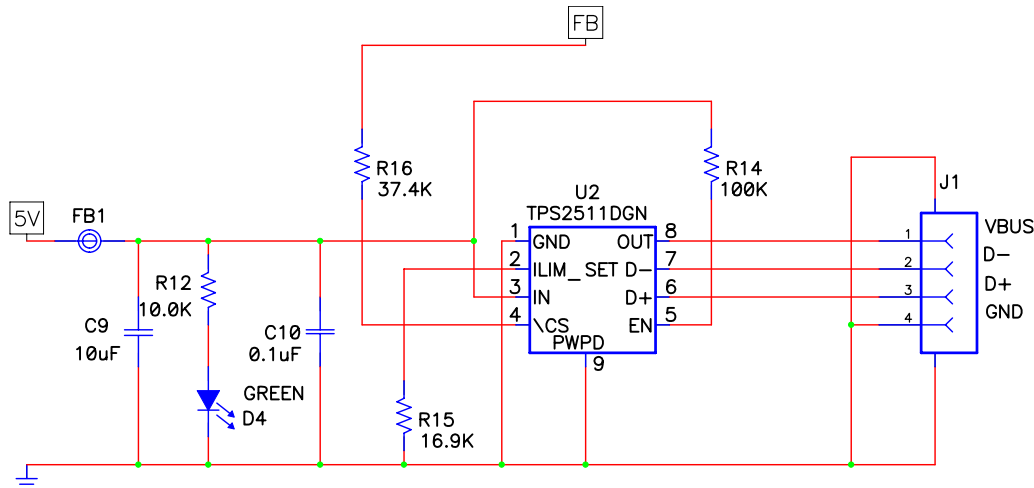 FB
R16
37.4K
R14
100K
J1
U2
TPS2511DGN
5V
FB1
1 GND OUT 8
2 ILIM_SET D- 7
3 IN D+ 6
4 \CS EN 5
PWPD
9
1 VBUS
2 D-
3 D+
4 GND
R12
10.0K
C9
10uF
C10
0.1uF
GREEN
D4
R15
16.9K